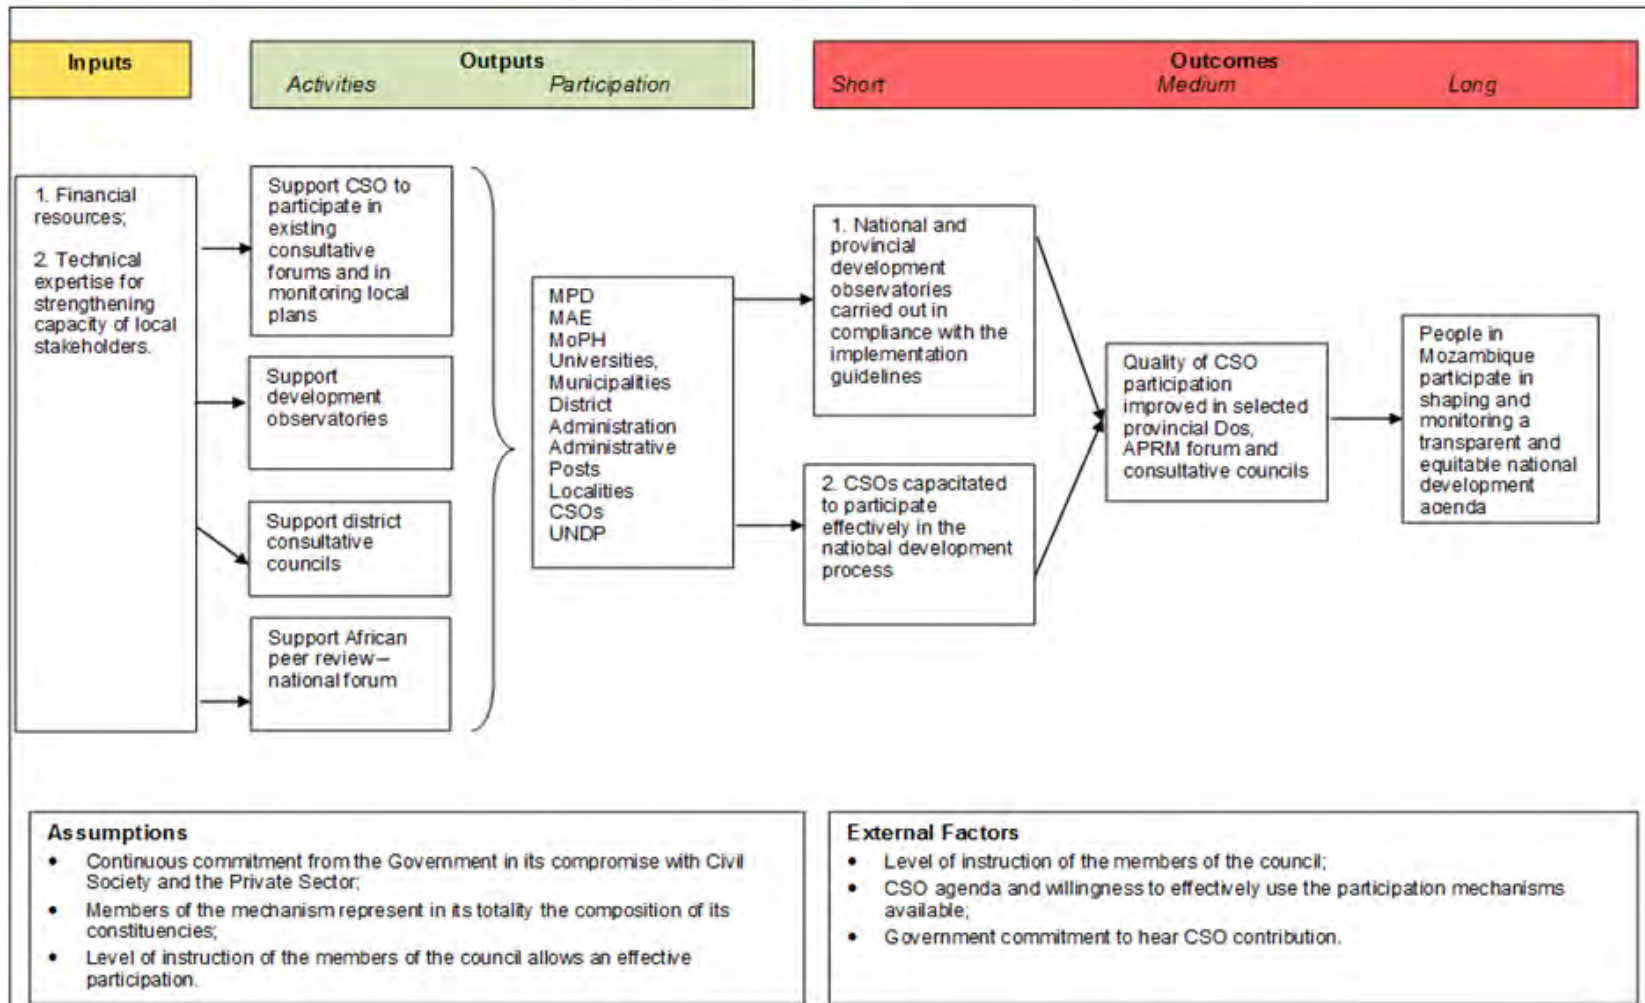 Inputs
Outputs
Activities Participation
Outcomes
Short Medium Long
1. Financial
resources;
2. Technical
expertise for
strengthening
capacity of local
stakeholders.
Support CSO to
participate in
existing
consultative
forums and in
monitoring local
plans
Support
development
observatories
Support district
consultative
councils
Support African
peer review–
national forum
MPD
MAE
MoPH
Universities,
Municipalities
District
Administration
Administrative
Posts
Localities
CSOs
UNDP
1. National and
provincial
development
observatories
carried out in
compliance with the
implementation
guidelines
2. CSOs capacitated
to participate
effectively in the
natiobal development
process
Quality of CSO
participation
improved in selected
provincial Dos,
APRM forum and
consultative councils
People in
Mozambique
participate in
shaping and
monitoring a
transparent and
equitable national
development
agenda
Assumptions
• Continuous commitment from the Government in its compromise with Civil
Society and the Private Sector;
• Members of the mechanism represent in its totality the composition of its
constituencies;
• Level of instruction of the members of the council allows an effective
participation.
External Factors
• Level of instruction of the members of the council;
• CSO agenda and willingness to effectively use the participation mechanisms
available;
• Government commitment to hear CSO contribution.